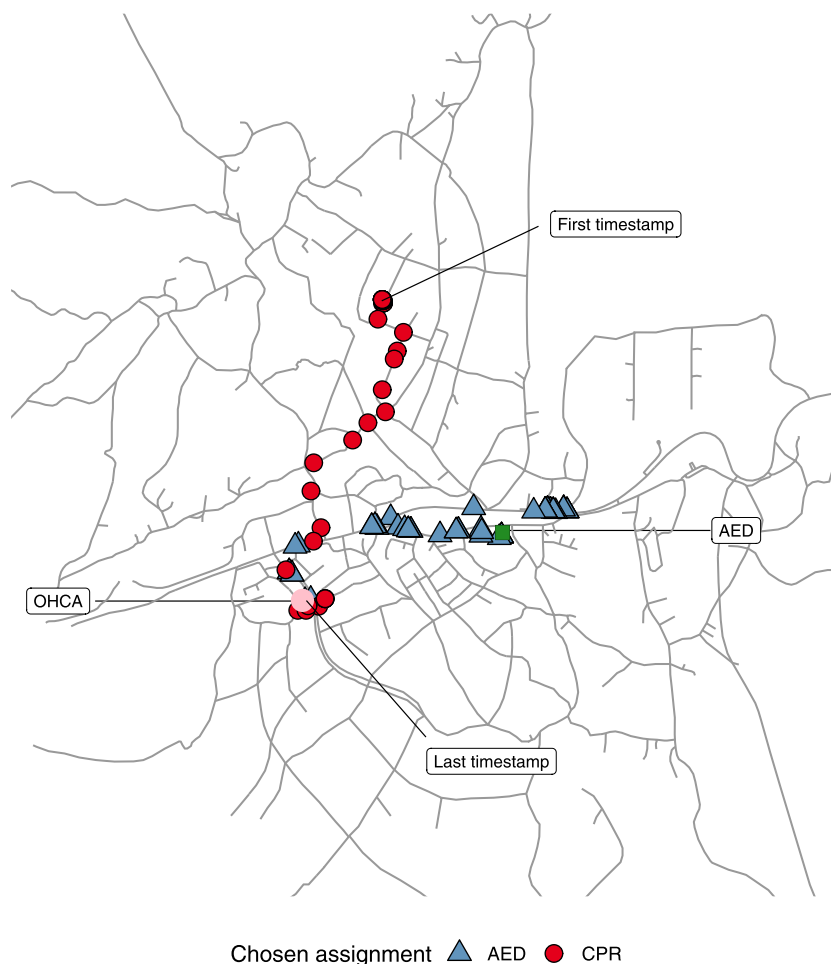 First timestamp
AED
OHCA
Last timestamp
Chosen assignment AED CPR